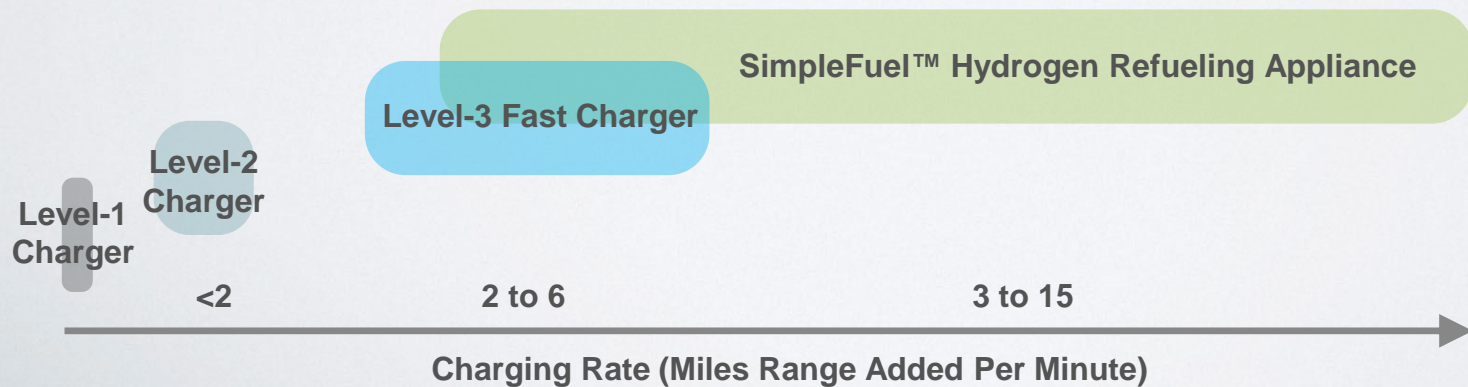 SimpleFuel™ Hydrogen Refueling Appliance
Level-3 Fast Charger
Level-2
Charger
Level-1
Charger
<2
2 to 6
3 to 15
Charging Rate (Miles Range Added Per Minute)